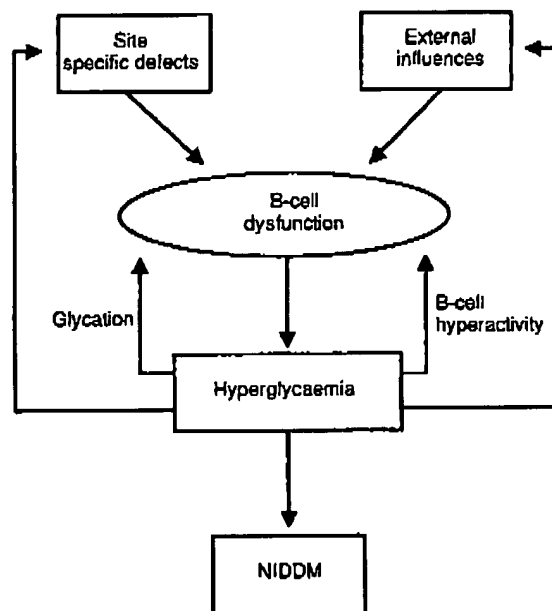 Site
specific defects
External
influences
B-cell
dysfunction
Glycation
B-cell
hyperactivity
Hyperglycaemia
NIDDM